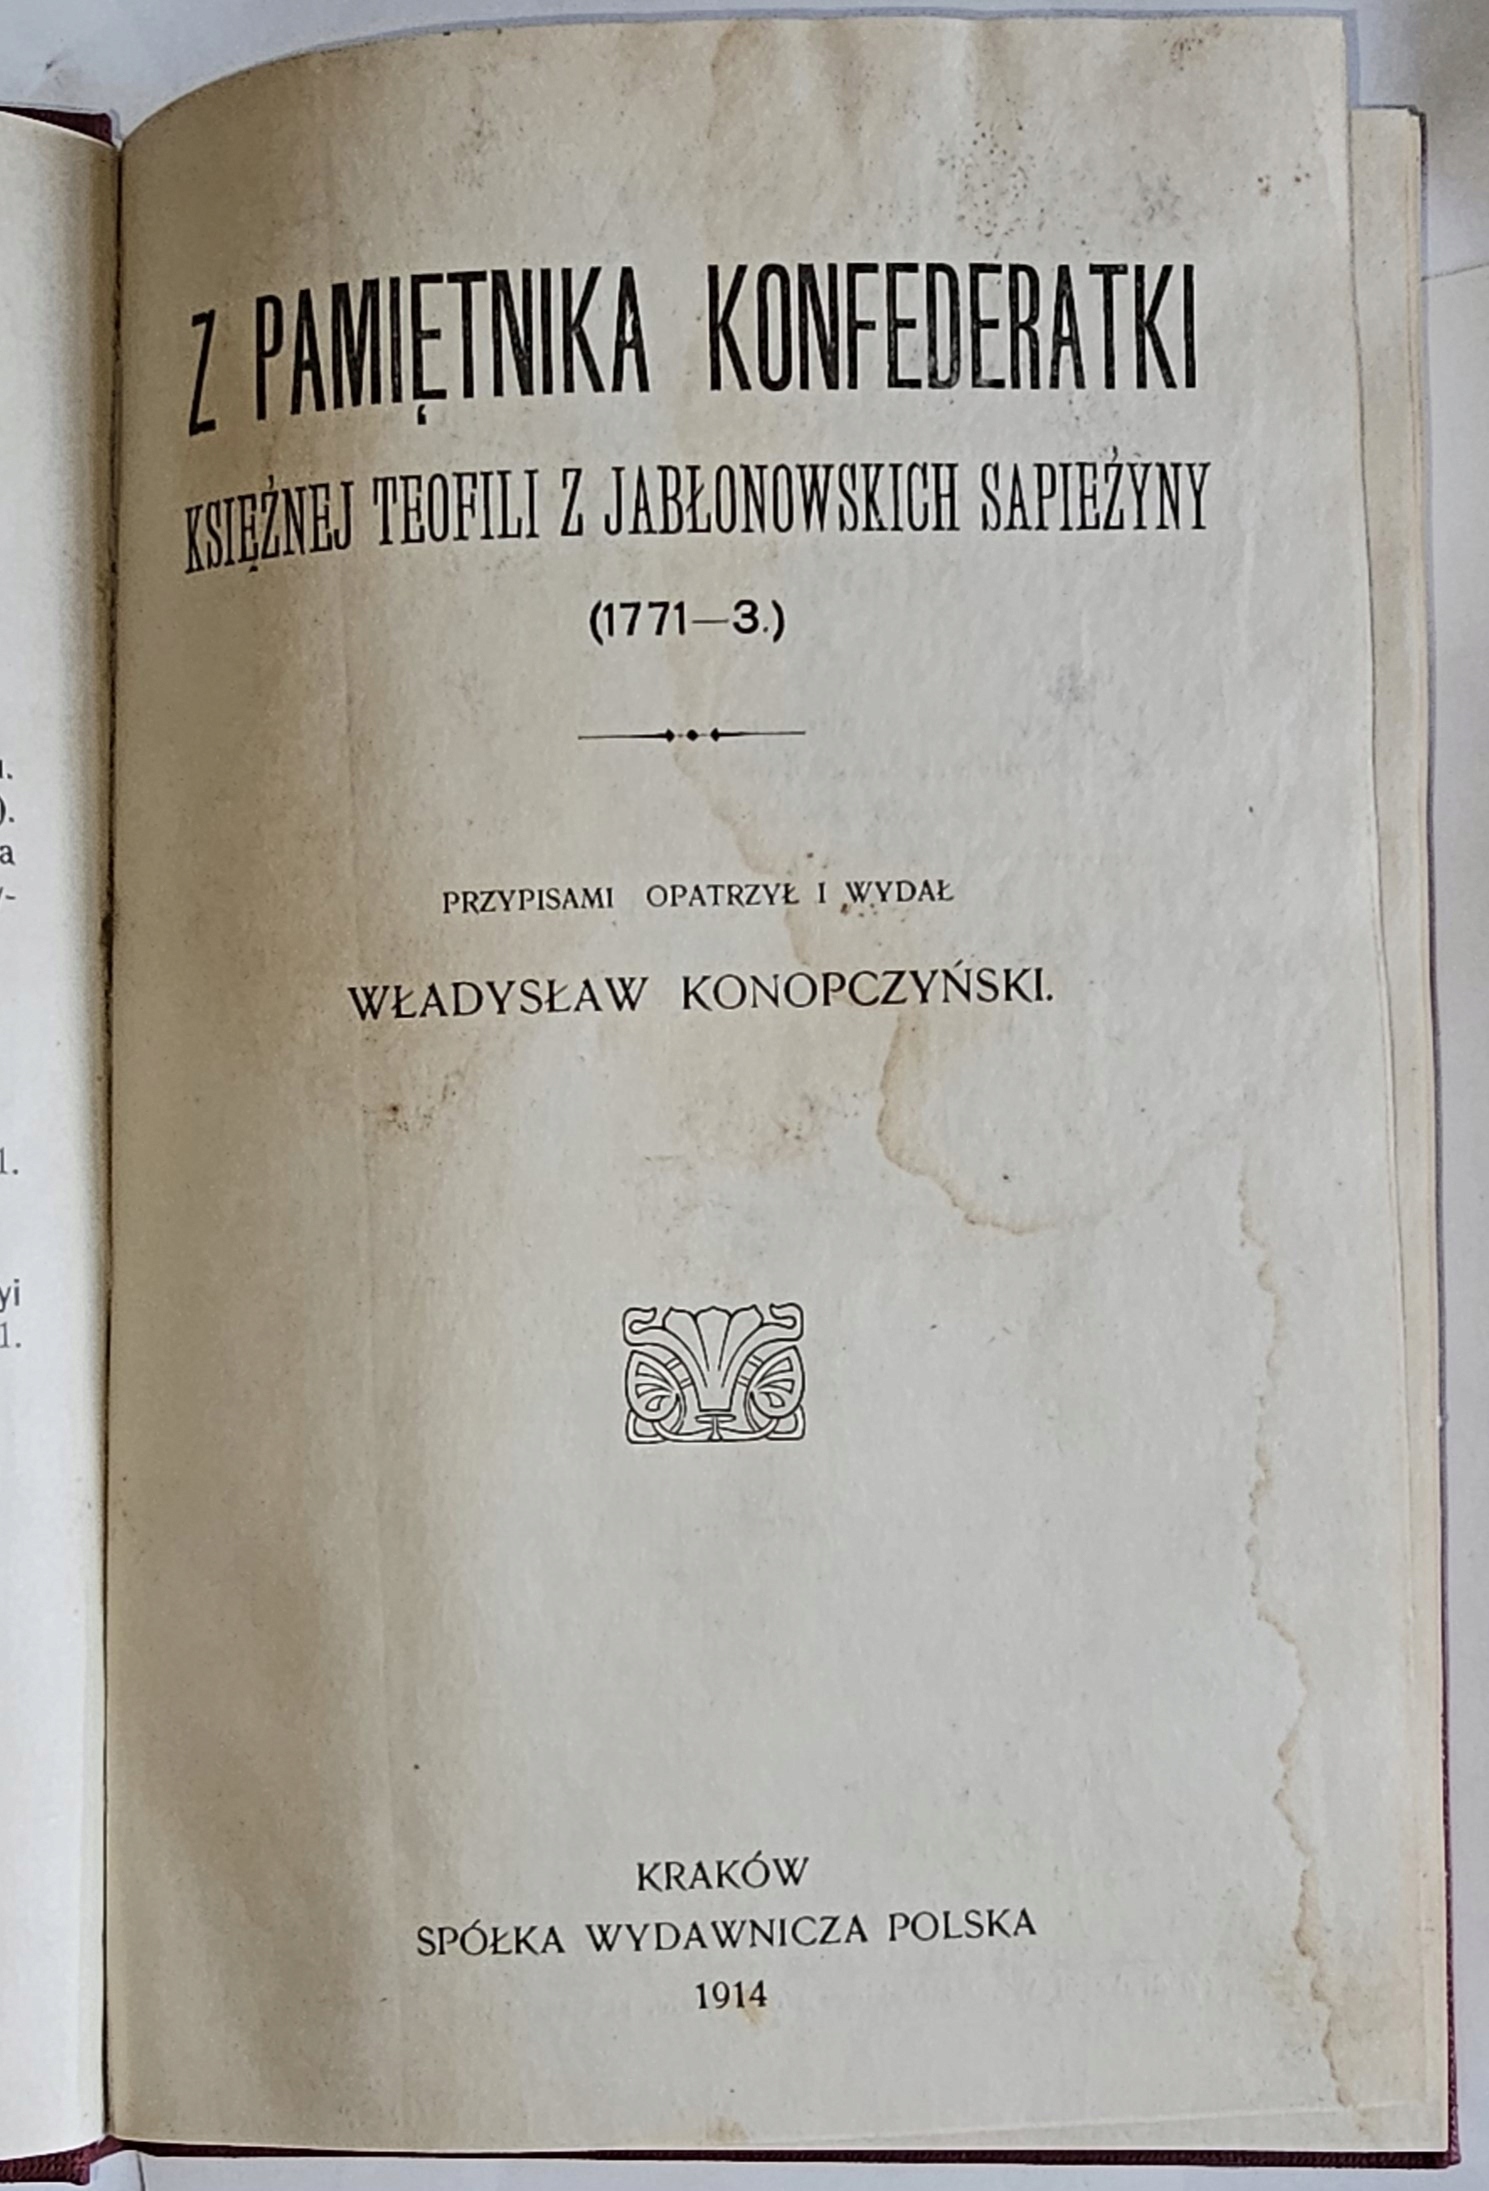 Z PAMIĘTNIKA KONFEDERATKI
KSIĘŻNEJ TEOFILI Z JABŁONOWSKICH SAPIEŻYNY
(1771—3.)
PRZYPISAMI OPATRZYŁ I WYDAŁ
WŁADYSŁAW KONOPCZYŃSKI.
KRAKÓW
SPÓŁKA WYDAWNICZA POLSKA
1914